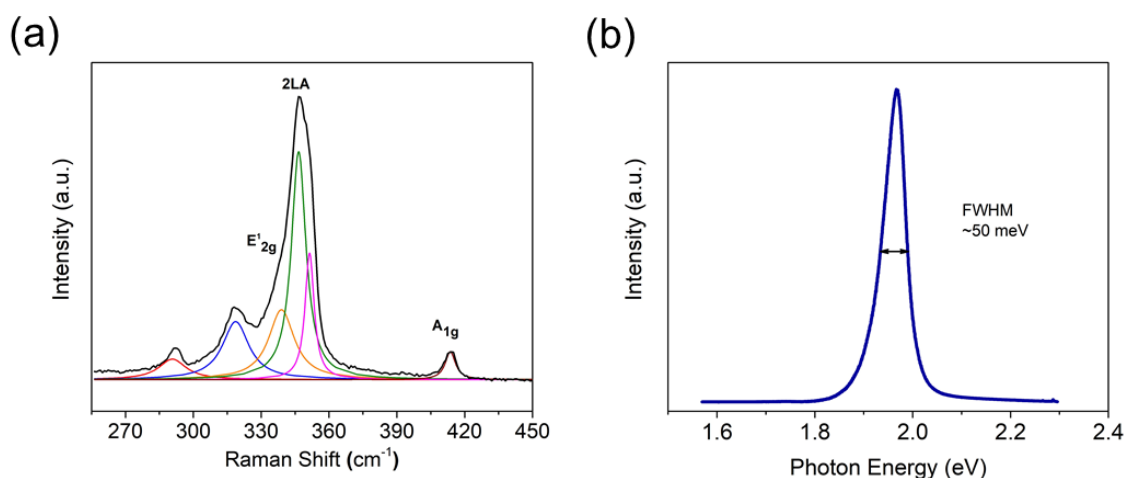 (a)
2LA
E¹₂g
A₁g
Intensity (a.u.)
270 300 330 360 390 420 450
Raman Shift (cm⁻¹)
(b)
FWHM
~50 meV
Intensity (a.u.)
1.6 1.8 2.0 2.2 2.4
Photon Energy (eV)